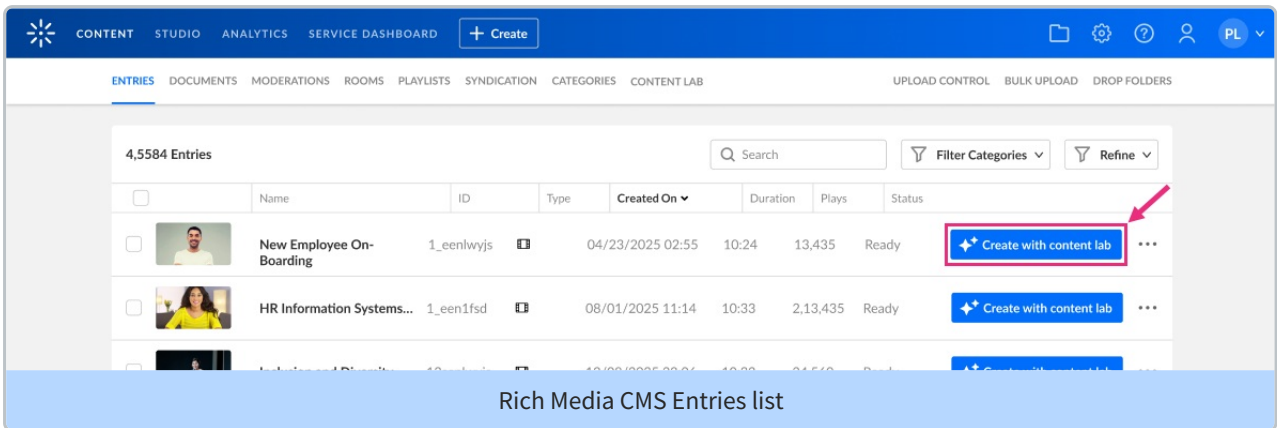 CONTENT STUDIO ANALYTICS SERVICE DASHBOARD + Create PL
ENTRIES DOCUMENTS MODERATIONS ROOMS PLAYLISTS SYNDICATION CATEGORIES CONTENT LAB UPLOAD CONTROL BULK UPLOAD DROP FOLDERS
4,5584 Entries Search Filter Categories Refine
Name ID Type Created On Duration Plays Status
New Employee On- 1_eenlwyjs 04/23/2025 02:55 10:24 13,435 Ready Create with content lab
Boarding
HR Information Systems... 1_een1fsd 08/01/2025 11:14 10:33 2,13,435 Ready Create with content lab
Rich Media CMS Entries list